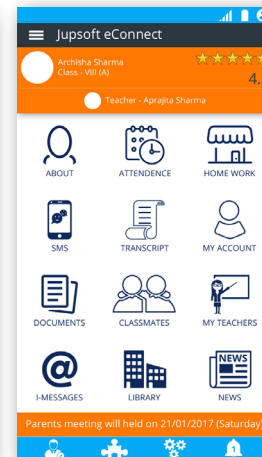 Jupsoft eConnect
Archisha Sharma
Class - VIII (A)
4.
Teacher - Aprajita Sharma
ABOUT
ATTENDENCE
HOME WORK
SMS
TRANSCRIPT
MY ACCOUNT
DOCUMENTS
CLASSMATES
MY TEACHERS
@
I-MESSAGES
LIBRARY
NEWS
NEWS
Parents meeting will held on 21/01/2017 (Saturday)
1